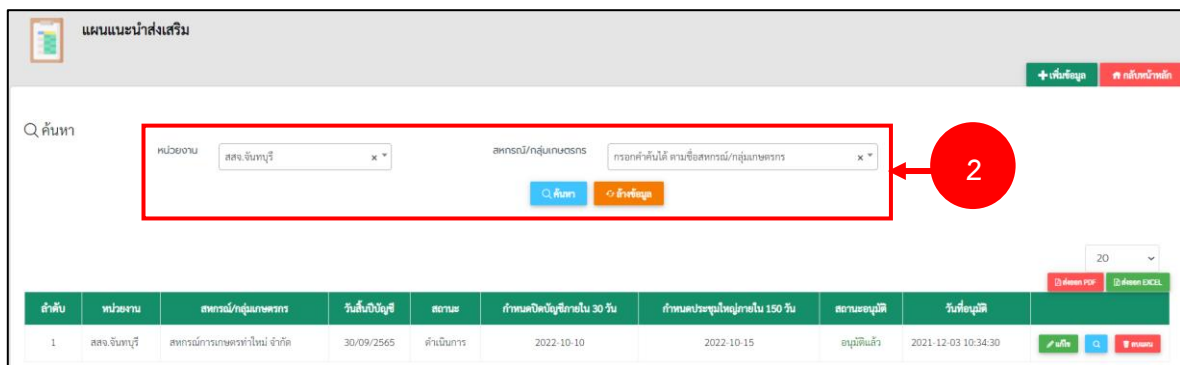 แผนแนะนำส่งเสริม
เพิ่มข้อมูล กลับหน้าหลัก
ค้นหา
หน่วยงาน สสจ.จันทบุรี × สหกรณ์/กลุ่มเกษตรกร กรอกคำค้นได้ ตามชื่อสหกรณ์/กลุ่มเกษตรกร ×
2
ค้นหา ล้างข้อมูล
20
ส่งออก PDF ส่งออก EXCEL
ลำดับ หน่วยงาน สหกรณ์/กลุ่มเกษตรกร วันสิ้นปีบัญชี สถานะ กำหนดปิดบัญชีภายใน 30 วัน กำหนดประชุมใหญ่ภายใน 150 วัน สถานะอนุมัติ วันที่อนุมัติ
1 สสจ.จันทบุรี สหกรณ์การเกษตรท่าใหม่ จำกัด 30/09/2565 ดำเนินการ 2022-10-10 2022-10-15 อนุมัติแล้ว 2021-12-03 10:34:30 แก้ไข